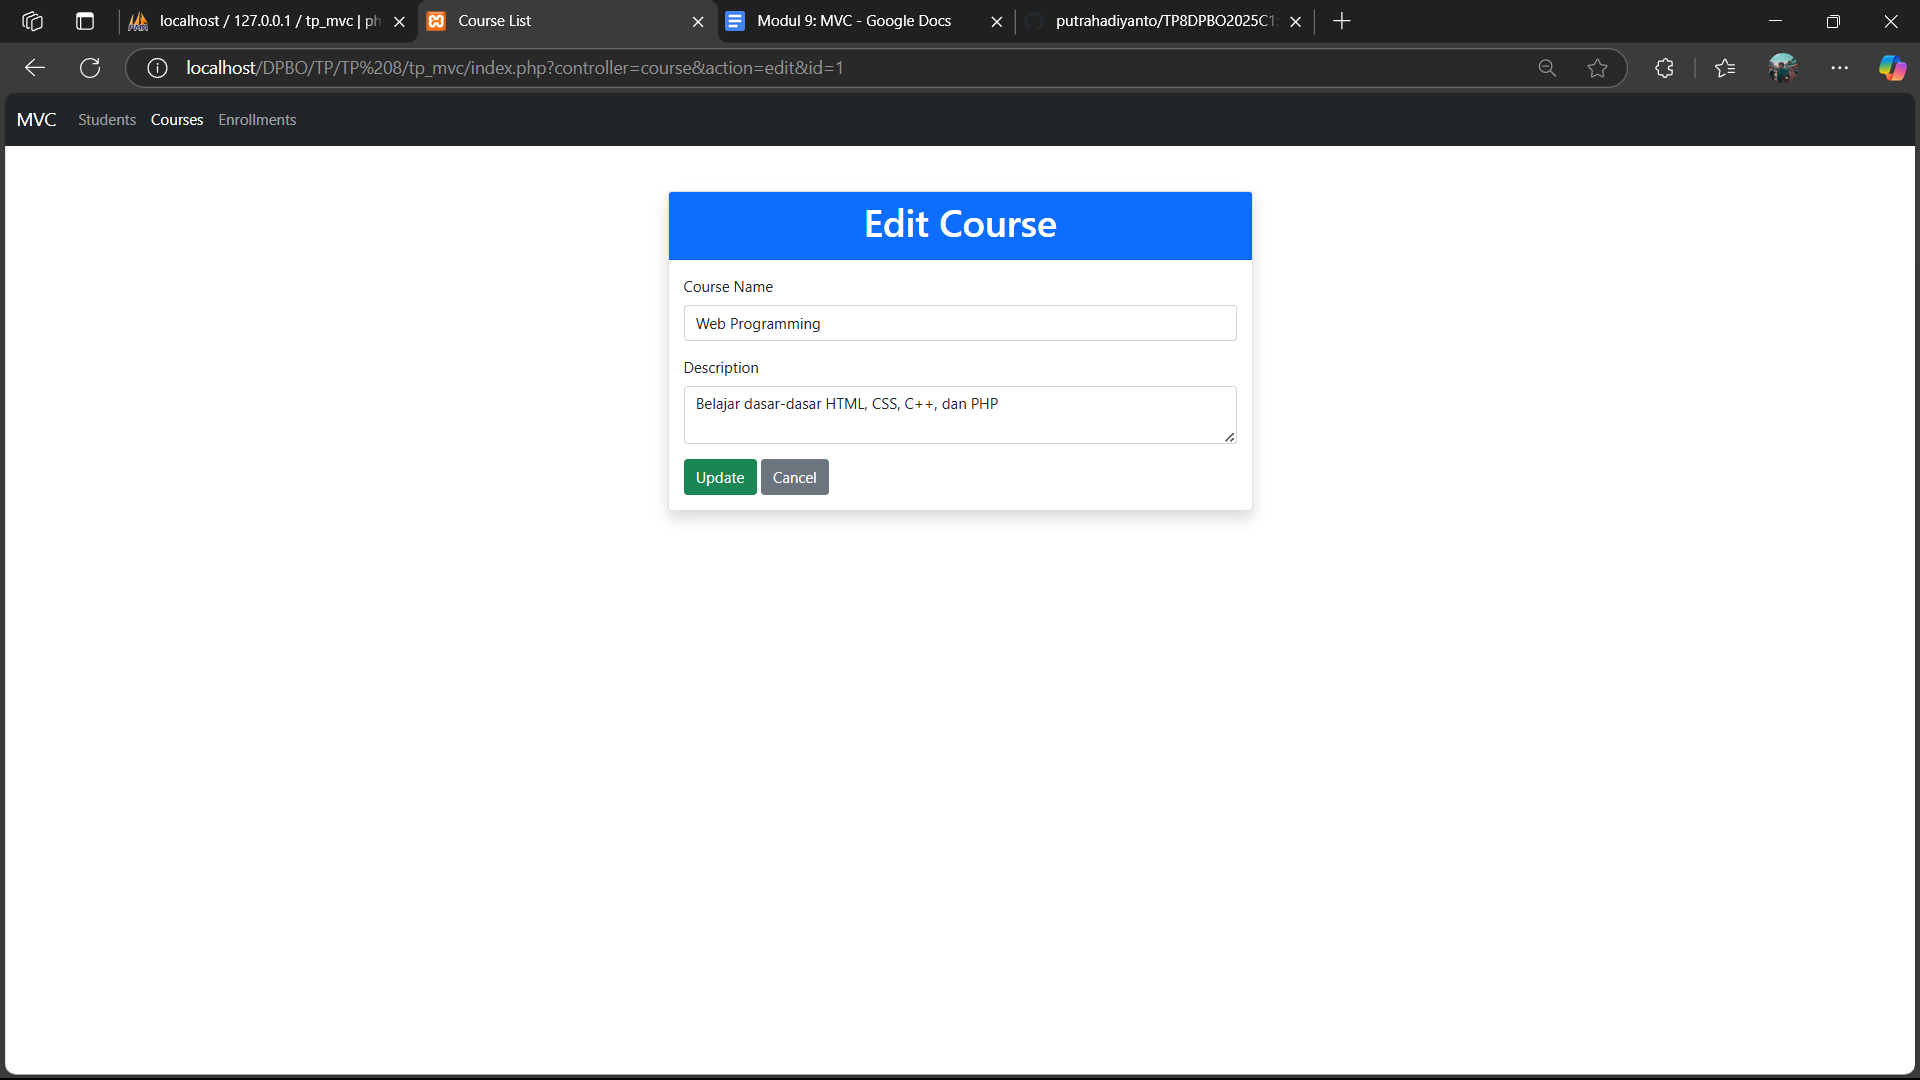 localhost / 127.0.0.1 / tp_mvc | ph
Course List
Modul 9: MVC - Google Docs
putrahadiyanto/TP8DPBO2025C1:
localhost/DPBO/TP/TP%208/tp_mvc/index.php?controller=course&action=edit&id=1
MVC Students Courses Enrollments
Edit Course
Course Name
Web Programming
Description
Belajar dasar-dasar HTML, CSS, C++, dan PHP
Update Cancel